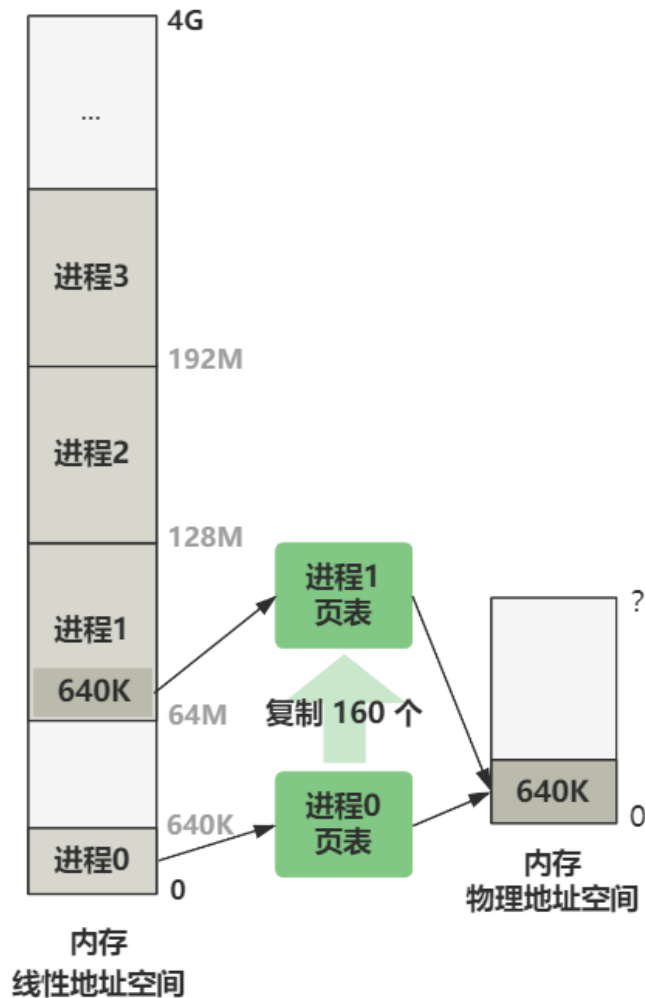 4G
...
进程3
192M
进程2
128M
进程1
640K
64M
640K
进程0
0
内存
线性地址空间
进程1
页表
复制 160 个
进程0
页表
?
640K
0
内存
物理地址空间